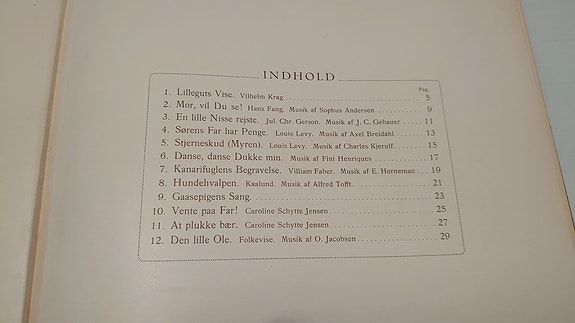 INDHOLD
Pag.
1. Lilleguts Vise. Vilhelm Krag 5
2. Mor, vil Du se! Hans Fang. Musik af Sophus Andersen 9
3. En lille Nisse rejste. Jul. Chr. Gerson. Musik af J. C. Gebauer 11
4. Sørens Far har Penge. Louis Levy. Musik af Axel Breidahl 13
5. Stjerneskud (Myren). Louis Levy. Musik af Charles Kjerulf 15
6. Danse, danse Dukke min. Musik af Fini Henriques 17
7. Kanarifuglens Begravelse. Villiam Faber. Musik af E. Horneman 19
8. Hundehvalpen. Kaalund. Musik af Alfred Tofft 21
9. Gaasepigens Sang. 23
10. Vente paa Far! Caroline Schytte Jensen 25
11. At plukke bær. Caroline Schytte Jensen 27
12. Den lille Ole. Folkevise. Musik af O. Jacobsen 29